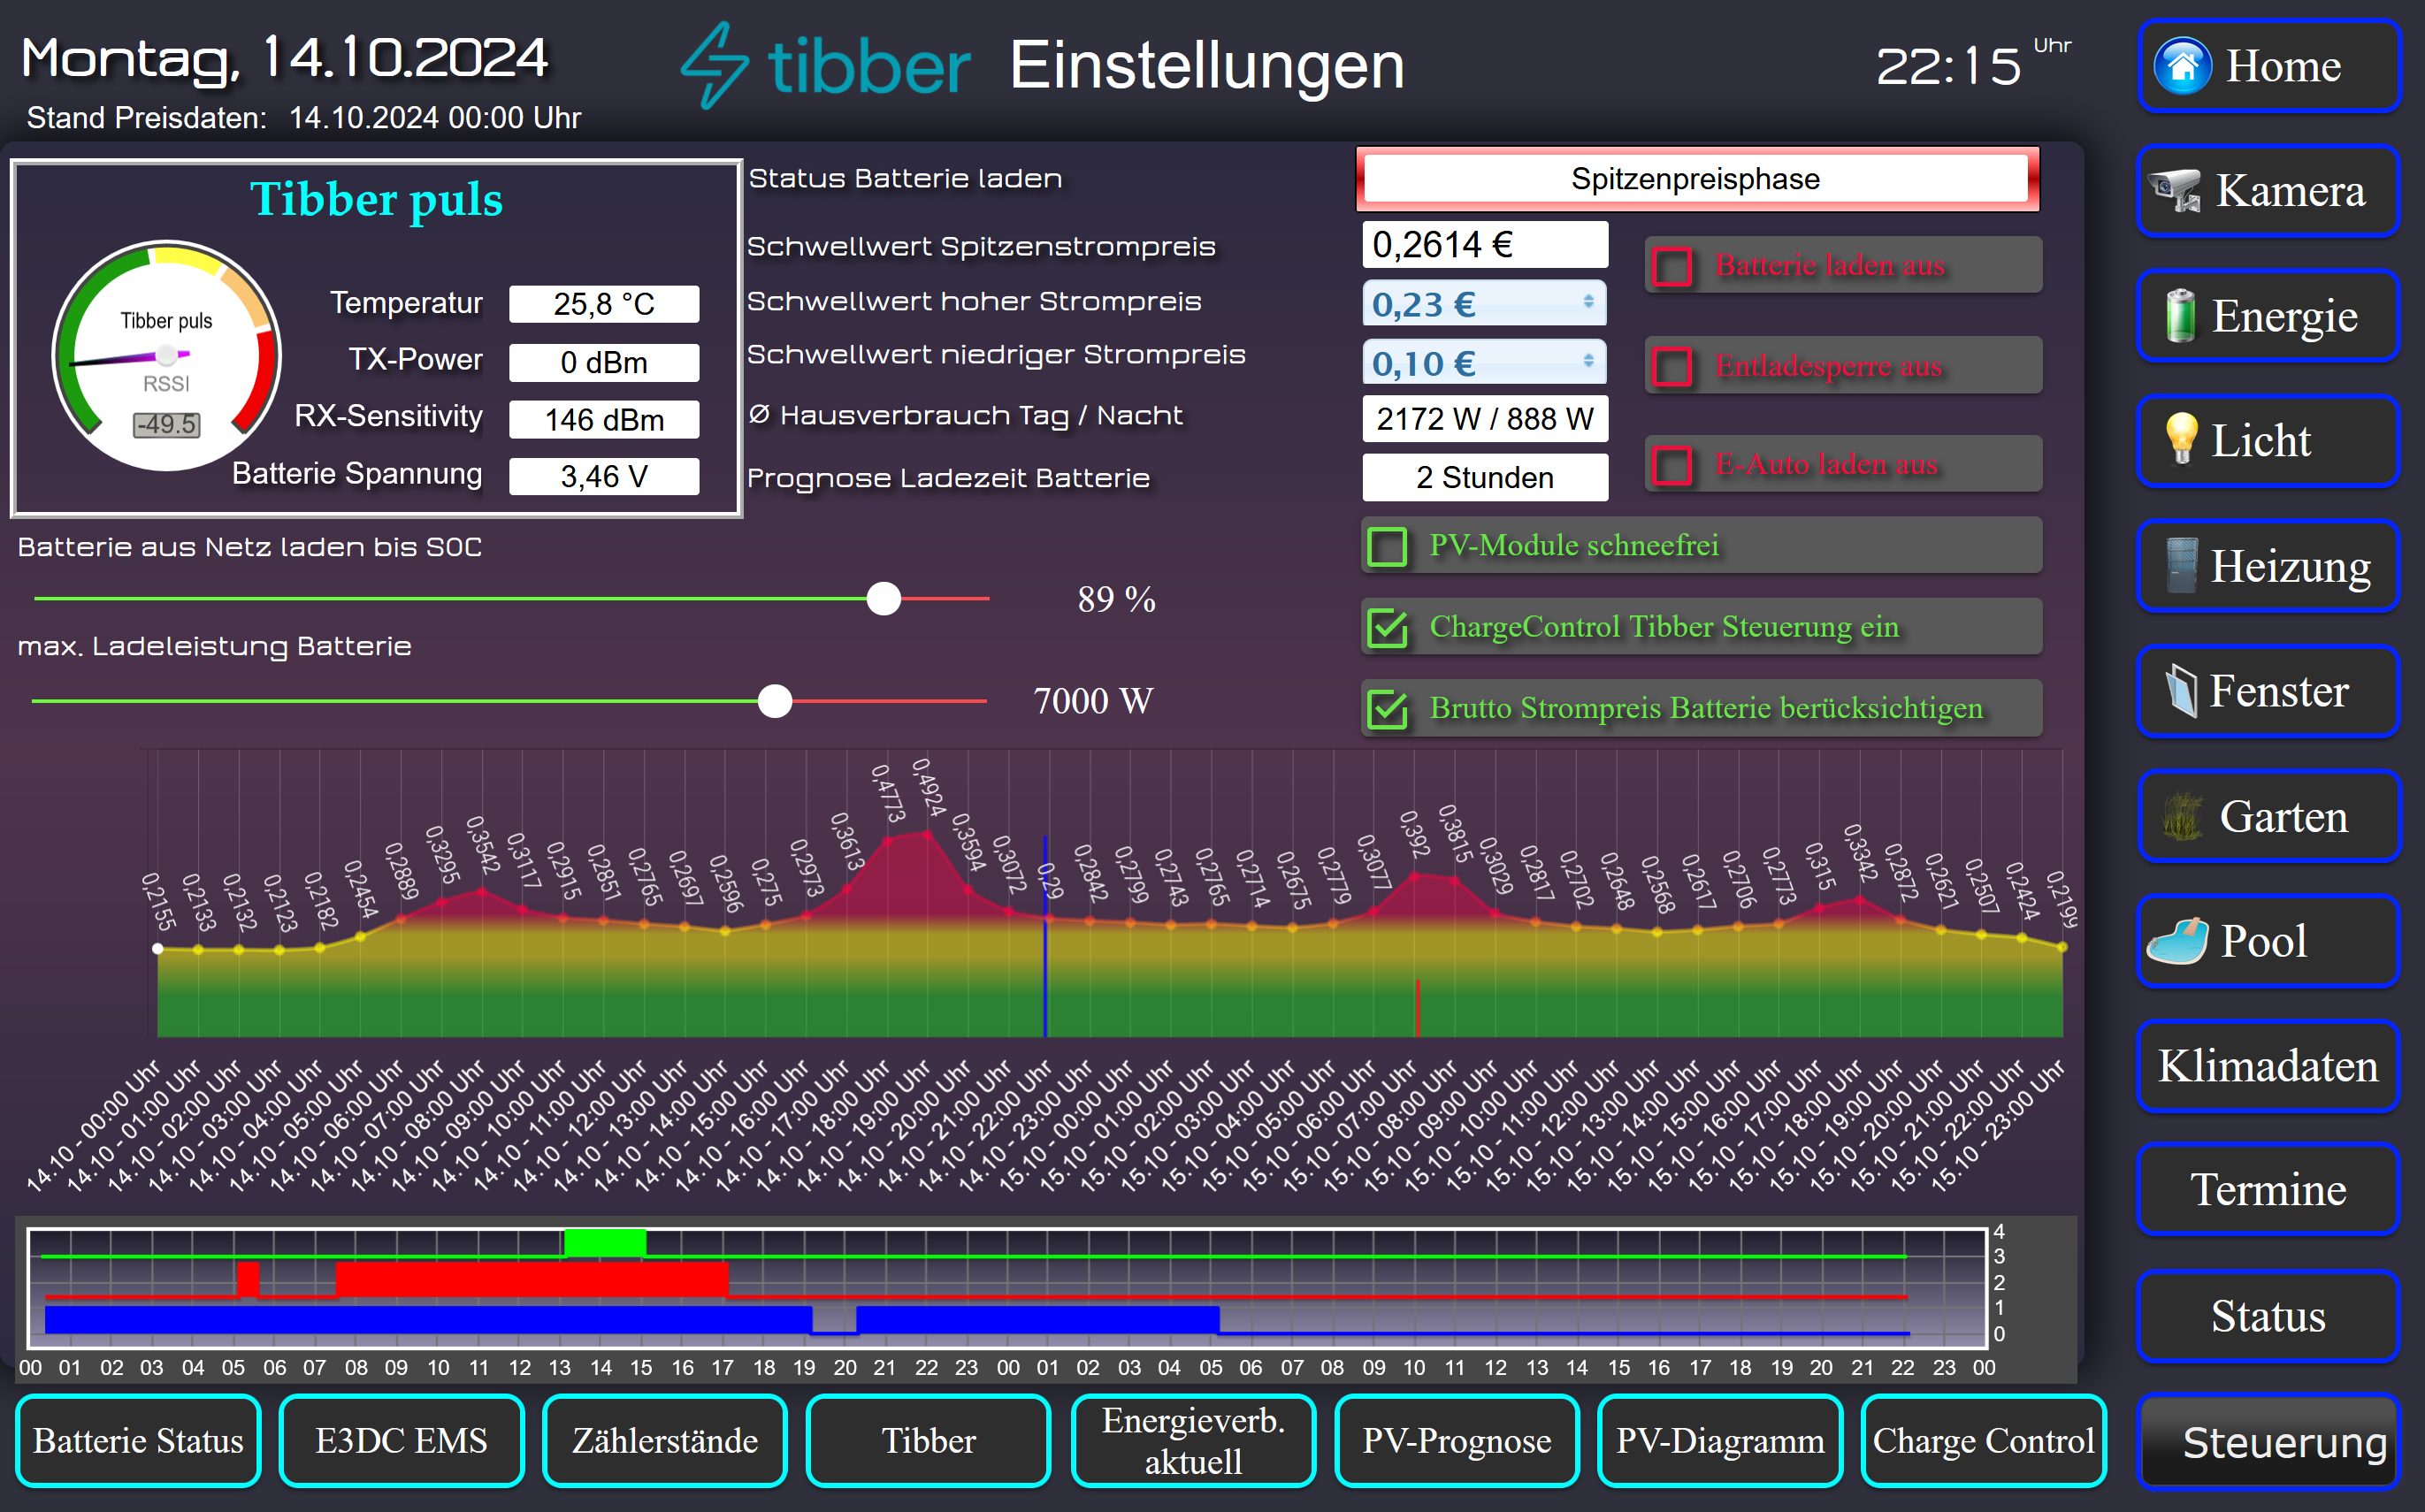 Montag, 14.10.2024
Stand Preisdaten: 14.10.2024 00:00 Uhr
tibber Einstellungen
22:15 Uhr
Tibber puls
Tibber puls
RSSI
-49.5
Temperatur 25,8 °C
TX-Power 0 dBm
RX-Sensitivity 146 dBm
Batterie Spannung 3,46 V
Status Batterie laden Spitzenpreisphase
Schwellwert Spitzenstrompreis 0,2614 €
Schwellwert hoher Strompreis 0,23 €
Schwellwert niedriger Strompreis 0,10 €
Ø Hausverbrauch Tag / Nacht 2172 W / 888 W
Prognose Ladezeit Batterie 2 Stunden
Batterie laden aus
Entladesperre aus
E-Auto laden aus
PV-Module schneefrei
ChargeControl Tibber Steuerung ein
Brutto Strompreis Batterie berücksichtigen
Batterie aus Netz laden bis SOC
89 %
max. Ladeleistung Batterie
7000 W
0,2155
0,2133
0,2132
0,2123
0,2182
0,2454
0,2889
0,3295
0,3542
0,3117
0,2915
0,2851
0,2765
0,2697
0,2596
0,275
0,2973
0,3613
0,4773
0,4924
0,3594
0,3072
0,29
0,2842
0,2799
0,2743
0,2765
0,2714
0,2675
0,2779
0,3077
0,392
0,3815
0,3029
0,2817
0,2702
0,2648
0,2568
0,2617
0,2706
0,2773
0,315
0,3342
0,2872
0,2621
0,2507
0,2424
0,2199
14.10 - 00:00 Uhr
14.10 - 01:00 Uhr
14.10 - 02:00 Uhr
14.10 - 03:00 Uhr
14.10 - 04:00 Uhr
14.10 - 05:00 Uhr
14.10 - 06:00 Uhr
14.10 - 07:00 Uhr
14.10 - 08:00 Uhr
14.10 - 09:00 Uhr
14.10 - 10:00 Uhr
14.10 - 11:00 Uhr
14.10 - 12:00 Uhr
14.10 - 13:00 Uhr
14.10 - 14:00 Uhr
14.10 - 15:00 Uhr
14.10 - 16:00 Uhr
14.10 - 17:00 Uhr
14.10 - 18:00 Uhr
14.10 - 19:00 Uhr
14.10 - 20:00 Uhr
14.10 - 21:00 Uhr
14.10 - 22:00 Uhr
14.10 - 23:00 Uhr
15.10 - 00:00 Uhr
15.10 - 01:00 Uhr
15.10 - 02:00 Uhr
15.10 - 03:00 Uhr
15.10 - 04:00 Uhr
15.10 - 05:00 Uhr
15.10 - 06:00 Uhr
15.10 - 07:00 Uhr
15.10 - 08:00 Uhr
15.10 - 09:00 Uhr
15.10 - 10:00 Uhr
15.10 - 11:00 Uhr
15.10 - 12:00 Uhr
15.10 - 13:00 Uhr
15.10 - 14:00 Uhr
15.10 - 15:00 Uhr
15.10 - 16:00 Uhr
15.10 - 17:00 Uhr
15.10 - 18:00 Uhr
15.10 - 19:00 Uhr
15.10 - 20:00 Uhr
15.10 - 21:00 Uhr
15.10 - 22:00 Uhr
15.10 - 23:00 Uhr
4
3
2
1
0
00 01 02 03 04 05 06 07 08 09 10 11 12 13 14 15 16 17 18 19 20 21 22 23 00 01 02 03 04 05 06 07 08 09 10 11 12 13 14 15 16 17 18 19 20 21 22 23 00
Batterie Status
E3DC EMS
Zählerstände
Tibber
Energieverb.
aktuell
PV-Prognose
PV-Diagramm
Charge Control
Home
Kamera
Energie
Licht
Heizung
Fenster
Garten
Pool
Klimadaten
Termine
Status
Steuerung